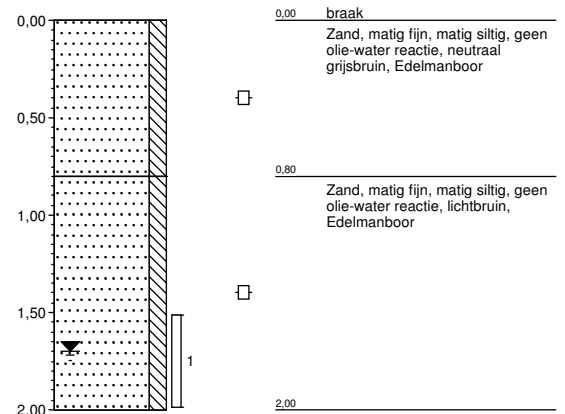 0,00
0,50
1,00
1,50
2,00
1
0,00 braak
Zand, matig fijn, matig siltig, geen
olie-water reactie, neutraal
grijsbruin, Edelmanboor
0,80
Zand, matig fijn, matig siltig, geen
olie-water reactie, lichtbruin,
Edelmanboor
2,00